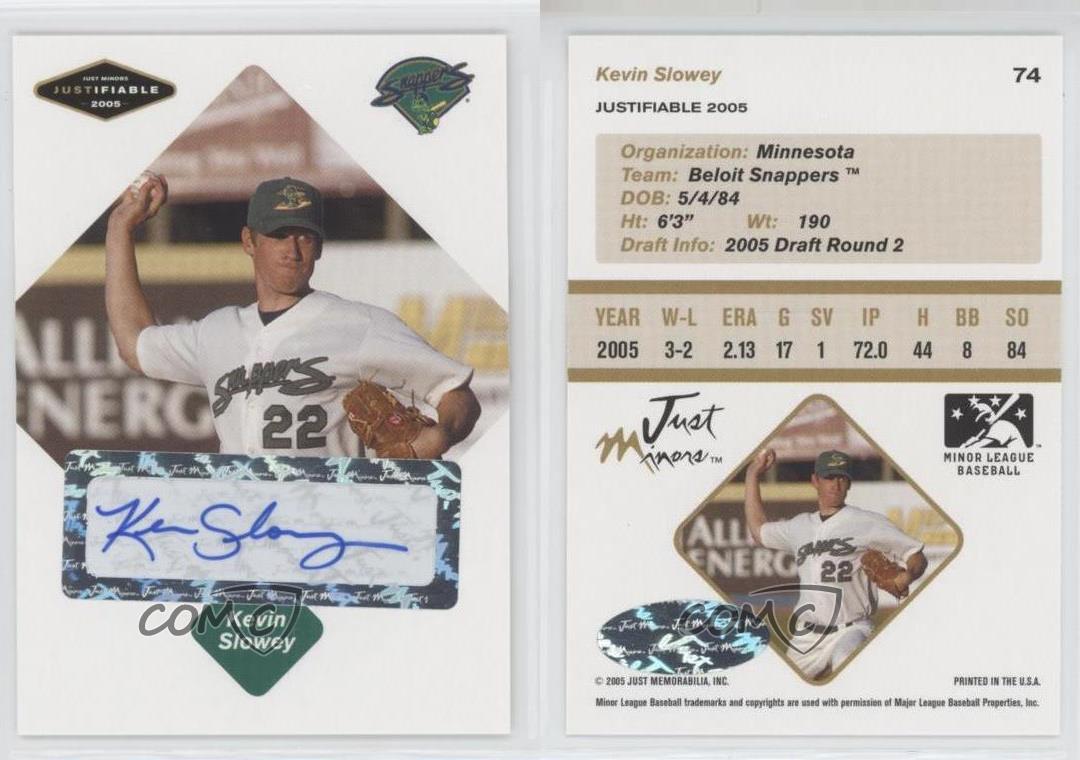 JUST MINORS
JUSTIFIABLE
2005
Snappers
ALLI
ENERG
Snappers
22
Ken Slowey
COMC
Kevin
Slowey
Kevin Slowey 74
JUSTIFIABLE 2005
Organization: Minnesota
Team: Beloit Snappers ™
DOB: 5/4/84
Ht: 6'3" Wt: 190
Draft Info: 2005 Draft Round 2
YEAR W-L ERA G SV IP H BB SO
2005 3-2 2.13 17 1 72.0 44 8 84
Just
Minors™
MINOR LEAGUE
BASEBALL
ALLI
ENERG
Snappers
22
COMC
© 2005 JUST MEMORABILIA, INC. PRINTED IN THE U.S.A.
Minor League Baseball trademarks and copyrights are used with permission of Major League Baseball Properties, Inc.